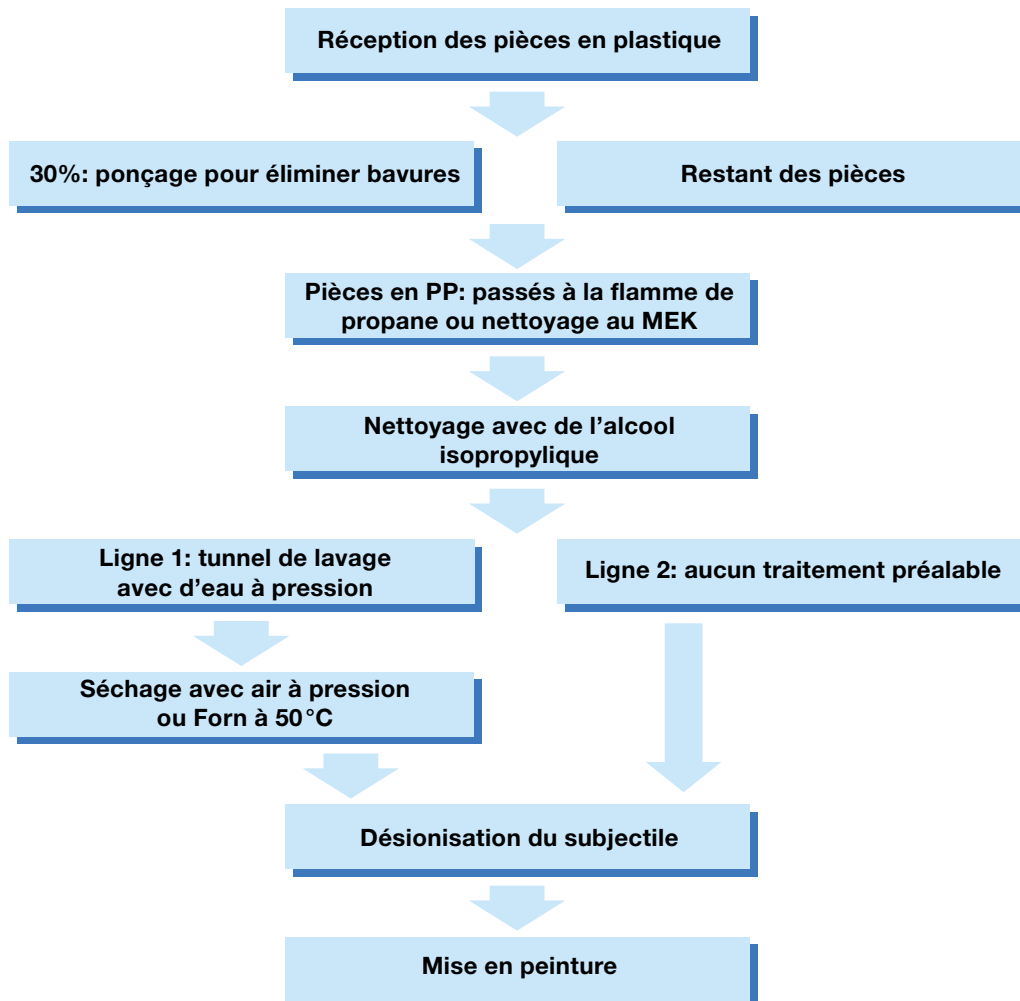 Réception des pièces en plastique
30%: ponçage pour éliminer bavures
Restant des pièces
Pièces en PP: passés à la flamme de
propane ou nettoyage au MEK
Nettoyage avec de l'alcool
isopropylique
Ligne 1: tunnel de lavage
avec d'eau à pression
Ligne 2: aucun traitement préalable
Séchage avec air à pression
ou Forn à 50°C
Désionisation du subjectile
Mise en peinture